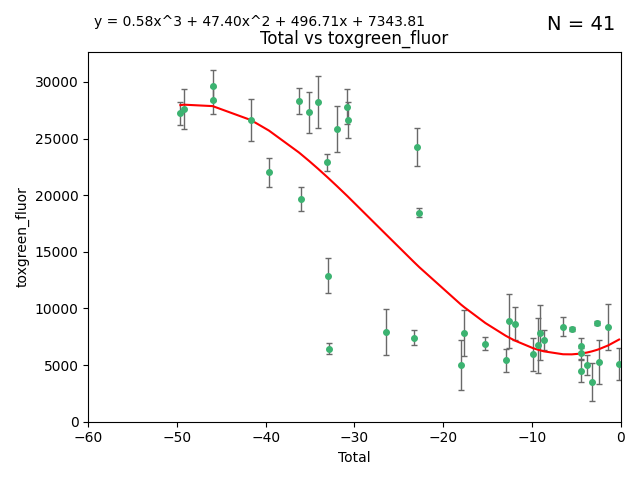 y = 0.58x^3 + 47.40x^2 + 496.71x + 7343.81
N = 41
Total vs toxgreen_fluor
30000
25000
20000
15000
10000
5000
0
toxgreen_fluor
−60
−50
−40
−30
−20
−10
0
Total